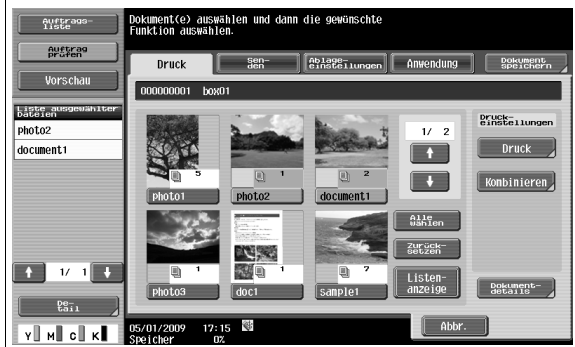 Auftrags-
liste
Auftrag
prüfen
Vorschau
Liste ausgewählter
Dateien
photo2
document1
1/ 1
De-
tail
Y M C K
Dokument(e) auswählen und dann die gewünschte
Funktion auswählen.
Druck
Sen-
den
Ablage-
einstellungen
Anwendung
Dokument
speichern
000000001 box01
5
photo1
1
photo2
2
document1
1
photo3
1
doc1
7
sample1
1/ 2
Alle
wählen
Zurück-
setzen
Listen-
anzeige
Druck-
einstellungen
Druck
Kombinieren
Dokument-
details
05/01/2009 17:15
Speicher 0%
Abbr.